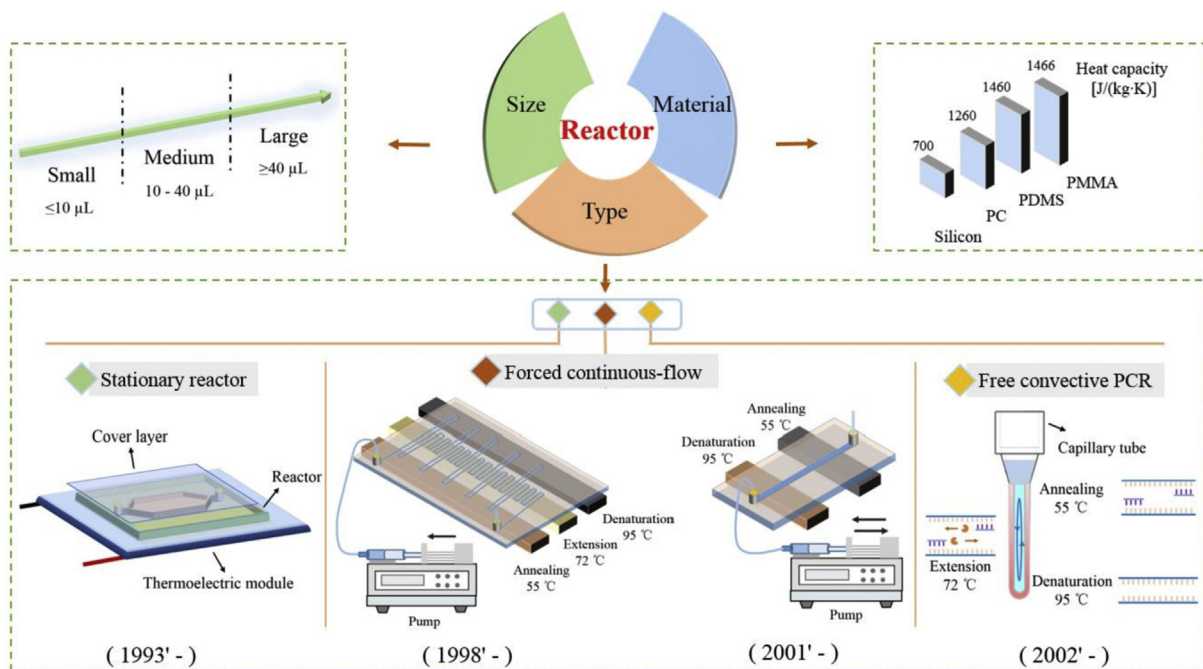 Size
Material
Reactor
Type
Small
≤10 µL
Medium
10 - 40 µL
Large
≥40 µL
Heat capacity
[J/(kg·K)]
700
1260
1460
1466
Silicon
PC
PDMS
PMMA
Stationary reactor
Cover layer
Reactor
Thermoelectric module
( 1993' - )
Forced continuous-flow
Denaturation
95 ℃
Extension
72 ℃
Annealing
55 ℃
Pump
( 1998' - )
Annealing
55 ℃
Denaturation
95 ℃
Pump
( 2001' - )
Free convective PCR
Capillary tube
Annealing
55 ℃
Extension
72 ℃
Denaturation
95 ℃
( 2002' - )